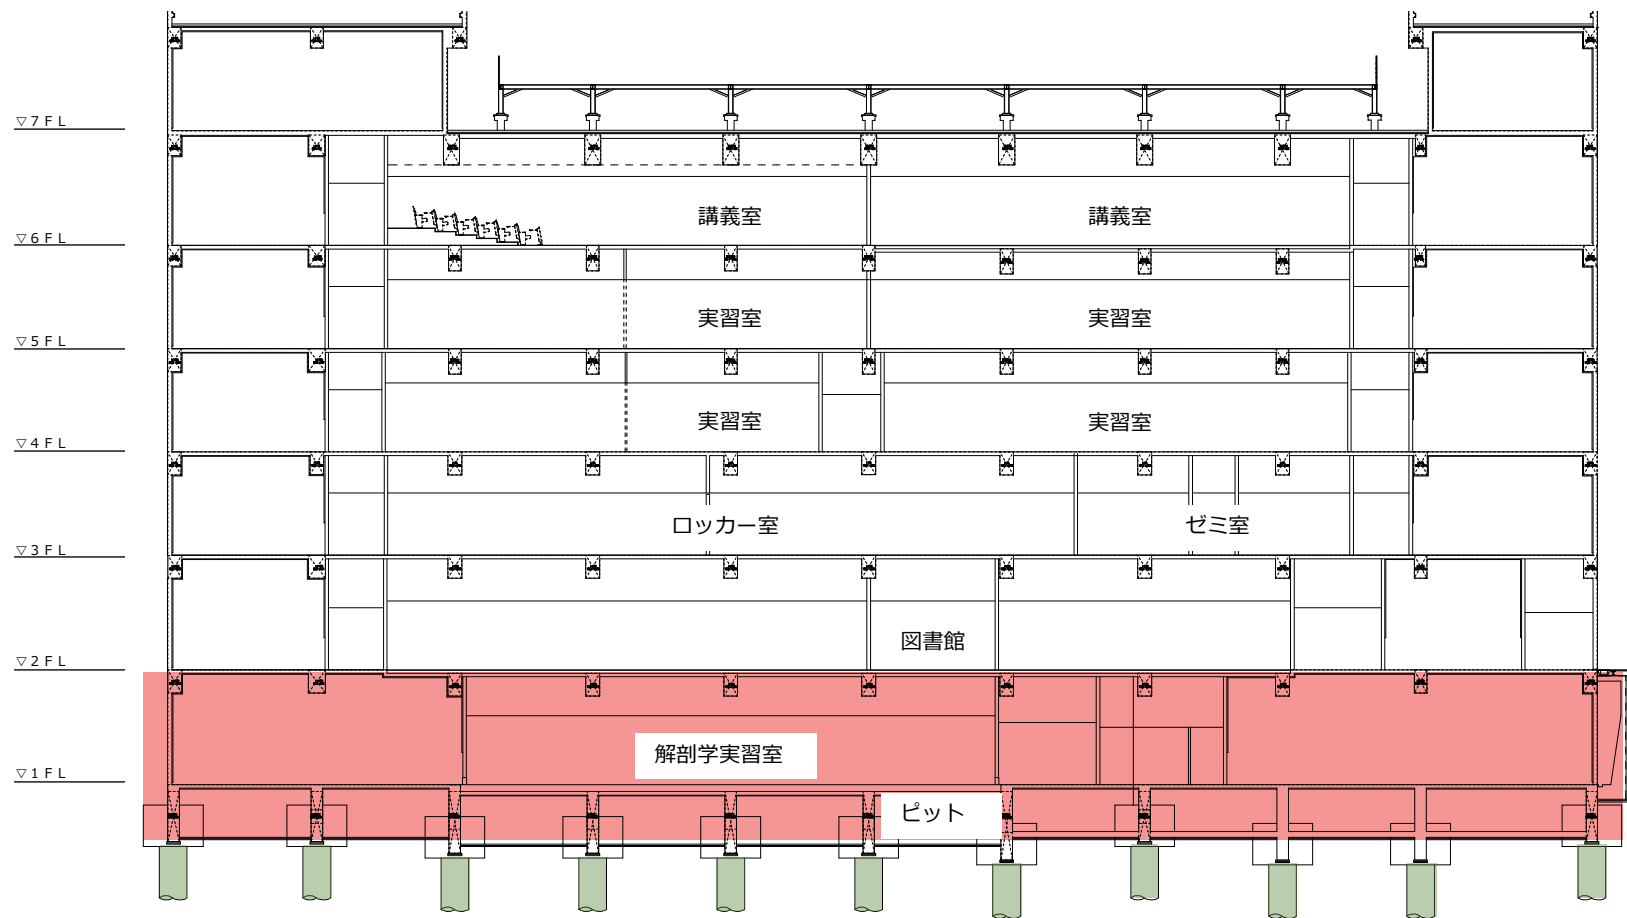 ▽7FL
講義室 講義室
▽6FL
実習室 実習室
▽5FL
実習室 実習室
▽4FL
ロッカー室 ゼミ室
▽3FL
図書館
▽2FL
解剖学実習室
▽1FL
ピット